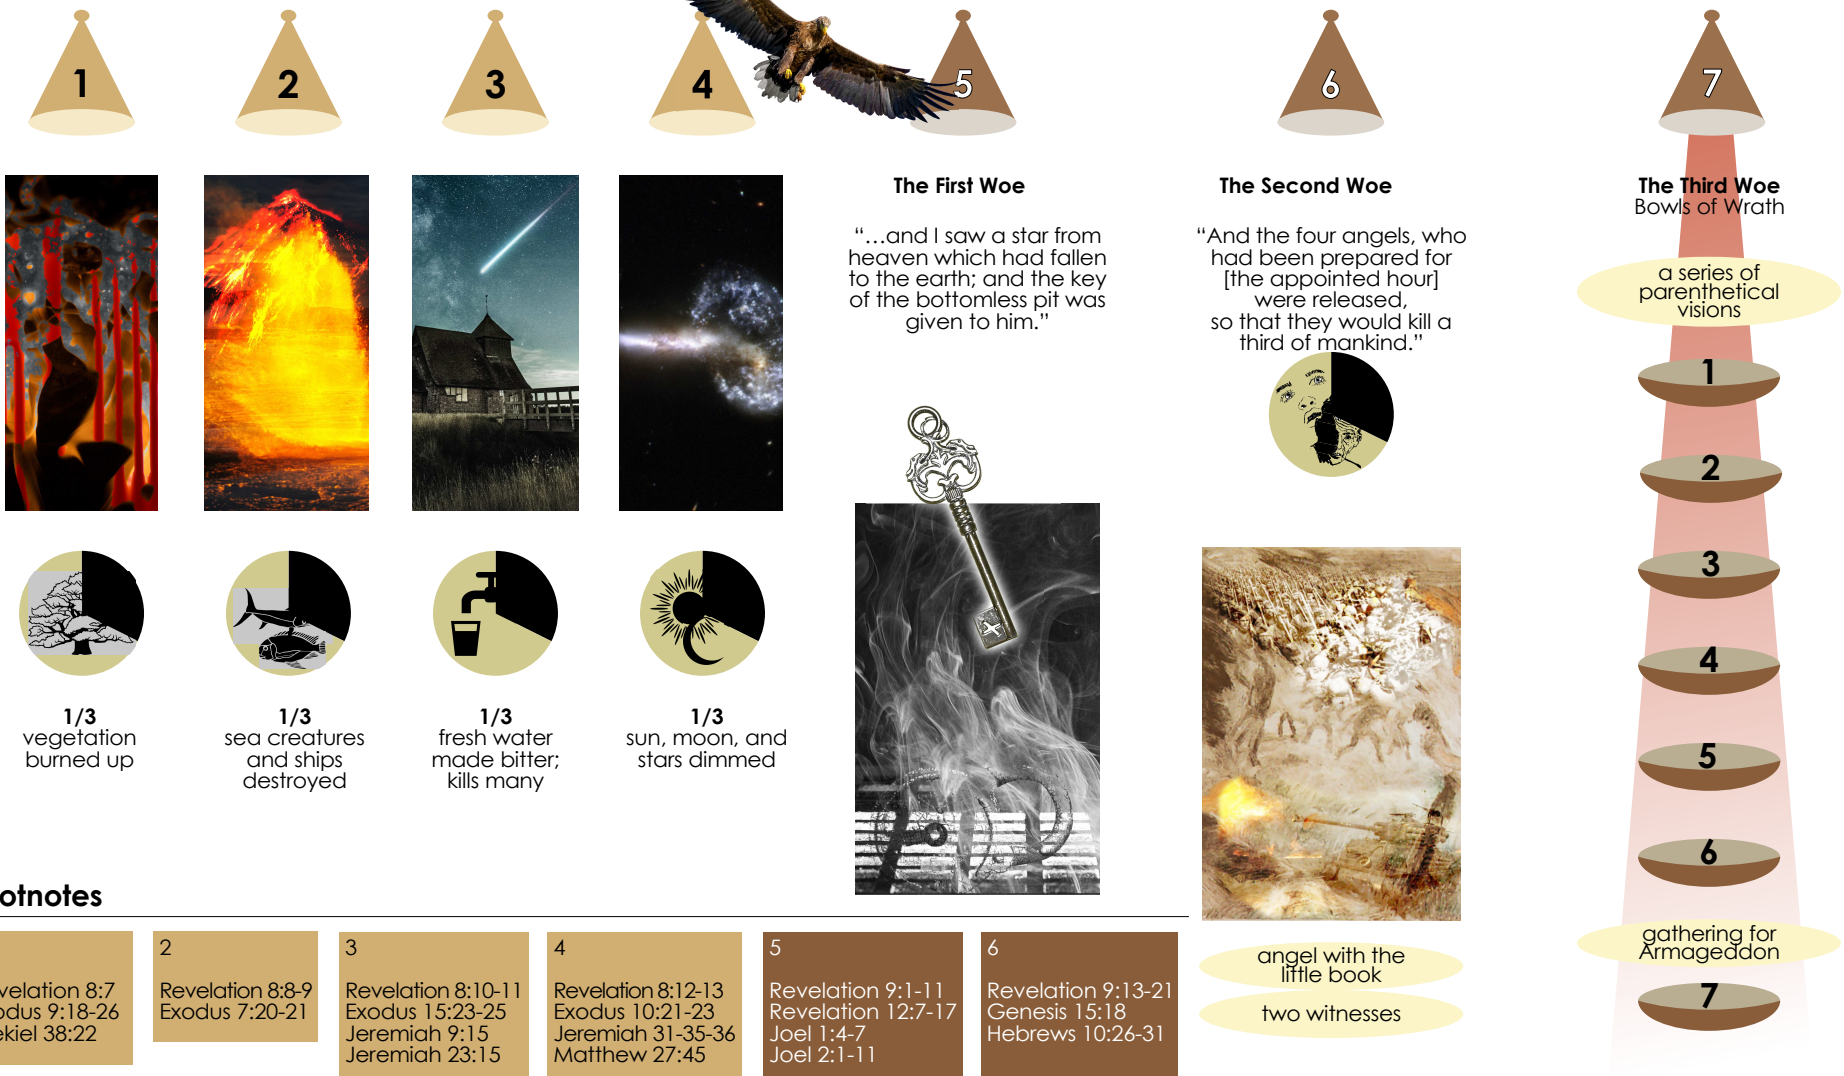 1
2
3
4
5
6
7
The First Woe
“…and I saw a star from
heaven which had fallen
to the earth; and the key
of the bottomless pit was
given to him.”
The Second Woe
“And the four angels, who
had been prepared for
[the appointed hour]
were released,
so that they would kill a
third of mankind.”
The Third Woe
Bowls of Wrath
a series of
parenthetical
visions
1
2
3
4
5
6
gathering for
Armageddon
7
1/3
vegetation
burned up
1/3
sea creatures
and ships
destroyed
1/3
fresh water
made bitter;
kills many
1/3
sun, moon, and
stars dimmed
angel with the
little book
two witnesses
otnotes
velation 8:7
odus 9:18-26
ekiel 38:22
2
Revelation 8:8-9
Exodus 7:20-21
3
Revelation 8:10-11
Exodus 15:23-25
Jeremiah 9:15
Jeremiah 23:15
4
Revelation 8:12-13
Exodus 10:21-23
Jeremiah 31-35-36
Matthew 27:45
5
Revelation 9:1-11
Revelation 12:7-17
Joel 1:4-7
Joel 2:1-11
6
Revelation 9:13-21
Genesis 15:18
Hebrews 10:26-31